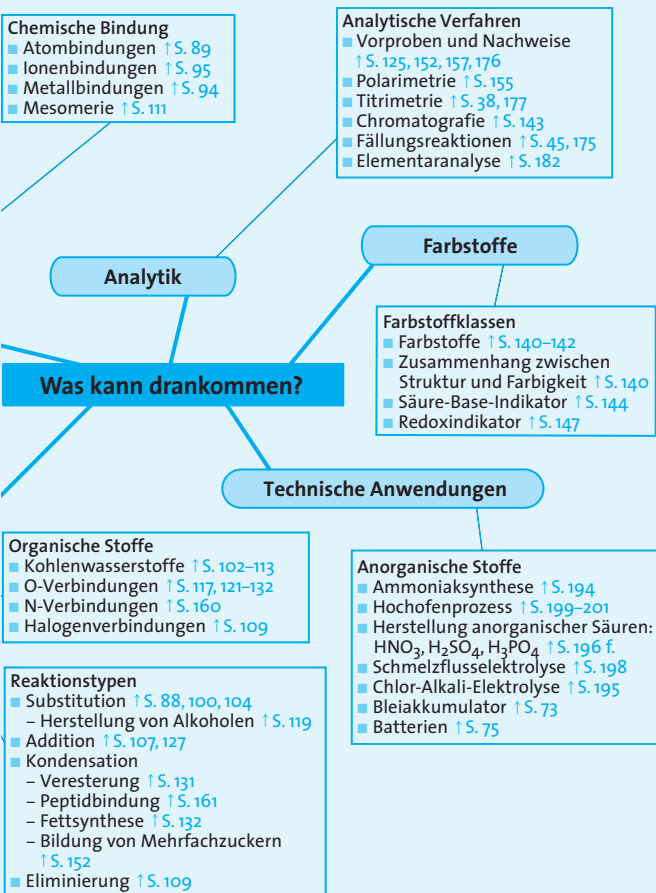 Chemische Bindung
■ Atombindungen ↑S. 89
■ Ionenbindungen ↑S. 95
■ Metallbindungen ↑S. 94
■ Mesomerie ↑S. 111
Analytische Verfahren
■ Vorproben und Nachweise
↑S. 125, 152, 157, 176
■ Polarimetrie ↑S. 155
■ Titrimetrie ↑S. 38, 177
■ Chromatografie ↑S. 143
■ Fällungsreaktionen ↑S. 45, 175
■ Elementaranalyse ↑S. 182
Analytik
Farbstoffe
Farbstoffklassen
■ Farbstoffe ↑S. 140–142
■ Zusammenhang zwischen
Struktur und Farbigkeit ↑S. 140
■ Säure-Base-Indikator ↑S. 144
■ Redoxindikator ↑S. 147
Was kann drankommen?
Technische Anwendungen
Organische Stoffe
■ Kohlenwasserstoffe ↑S. 102–113
■ O-Verbindungen ↑S. 117, 121–132
■ N-Verbindungen ↑S. 160
■ Halogenverbindungen ↑S. 109
Anorganische Stoffe
■ Ammoniaksynthese ↑S. 194
■ Hochofenprozess ↑S. 199–201
■ Herstellung anorganischer Säuren:
HNO₃, H₂SO₄, H₃PO₄ ↑S. 196 f.
■ Schmelzflusselektrolyse ↑S. 198
■ Chlor-Alkali-Elektrolyse ↑S. 195
■ Bleiakkumulator ↑S. 73
■ Batterien ↑S. 75
Reaktionstypen
■ Substitution ↑S. 88, 100, 104
– Herstellung von Alkoholen ↑S. 119
■ Addition ↑S. 107, 127
■ Kondensation
– Veresterung ↑S. 131
– Peptidbindung ↑S. 161
– Fettsynthese ↑S. 132
– Bildung von Mehrfachzuckern
↑S. 152
■ Eliminierung ↑S. 109